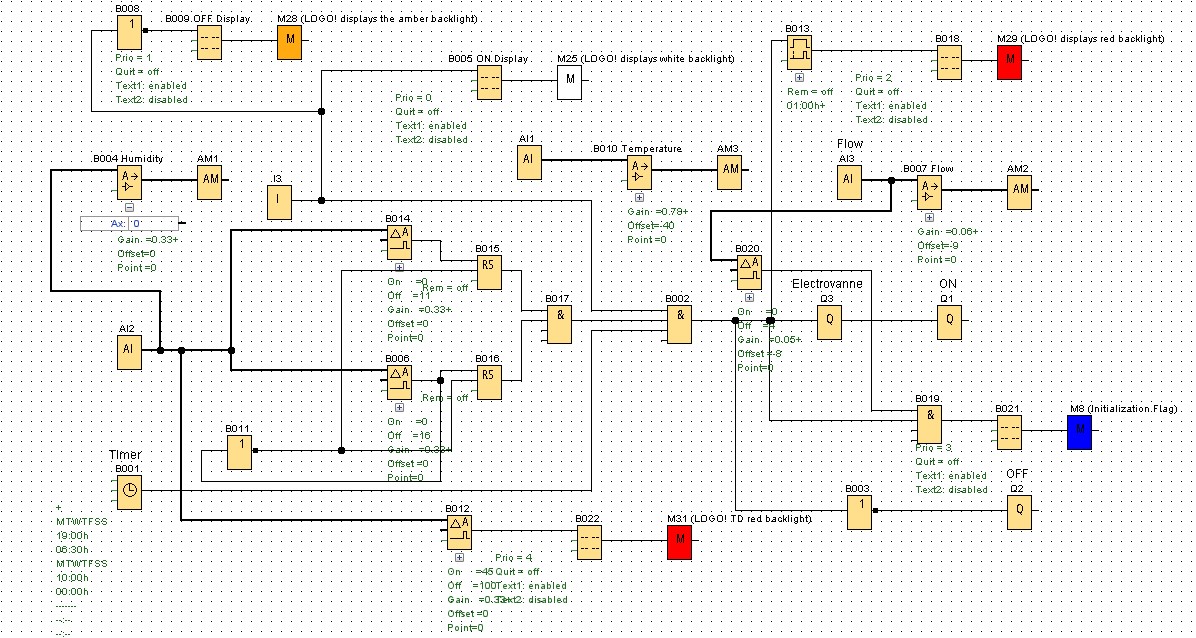 B008
1
Prio = 1
Quit = off
Text1: enabled
Text2: disabled
B009 OFF Display
M28 (LOGO! displays the amber backlight)
M
B005 ON Display
Prio = 0
Quit = off
Text1: enabled
Text2: disabled
M25 (LOGO! displays white backlight)
M
B013
Rem = off
01:00h+
B018
Prio = 2
Quit = off
Text1: enabled
Text2: disabled
M29 (LOGO! displays red backlight)
M
B004 Humidity
A→
Ax: 0
Gain =0.33+
Offset=0
Point =0
AM1
AM
I3
I
AI1
AI
B010 Temperature
A→
Gain =0.78+
Offset=-40
Point =0
AM3
AM
Flow
AI3
AI
B007 Flow
A→
Gain =0.06+
Offset=-9
Point =0
AM2
AM
B014
△A
On =0
Off =11
Gain =0.33+
Offset =0
Point=0
B015
RS
Rem = off
B017
&
B002
&
B020
△A
On =0
Off =4
Gain =0.05+
Offset =-8
Point=0
Electrovanne
Q3
Q
ON
Q1
Q
AI2
AI
B006
△A
On =0
Off =16
Gain =0.33+
Offset =0
Point=0
B016
RS
Rem = off
B011
1
B019
&
Prio = 3
Quit = off
Text1: enabled
Text2: disabled
B021
M8 (Initialization Flag)
M
Timer
B001
+
MTWTFSS
19:00h
06:30h
MTWTFSS
10:00h
00:00h
-------
--:--
--:--
B003
1
OFF
Q2
Q
B012
△A
On =45
Off =100
Gain =0.33+
Offset =0
Point=0
B022
Prio = 4
Quit = off
Text1: enabled
Text2: disabled
M31 (LOGO! TD red backlight)
M